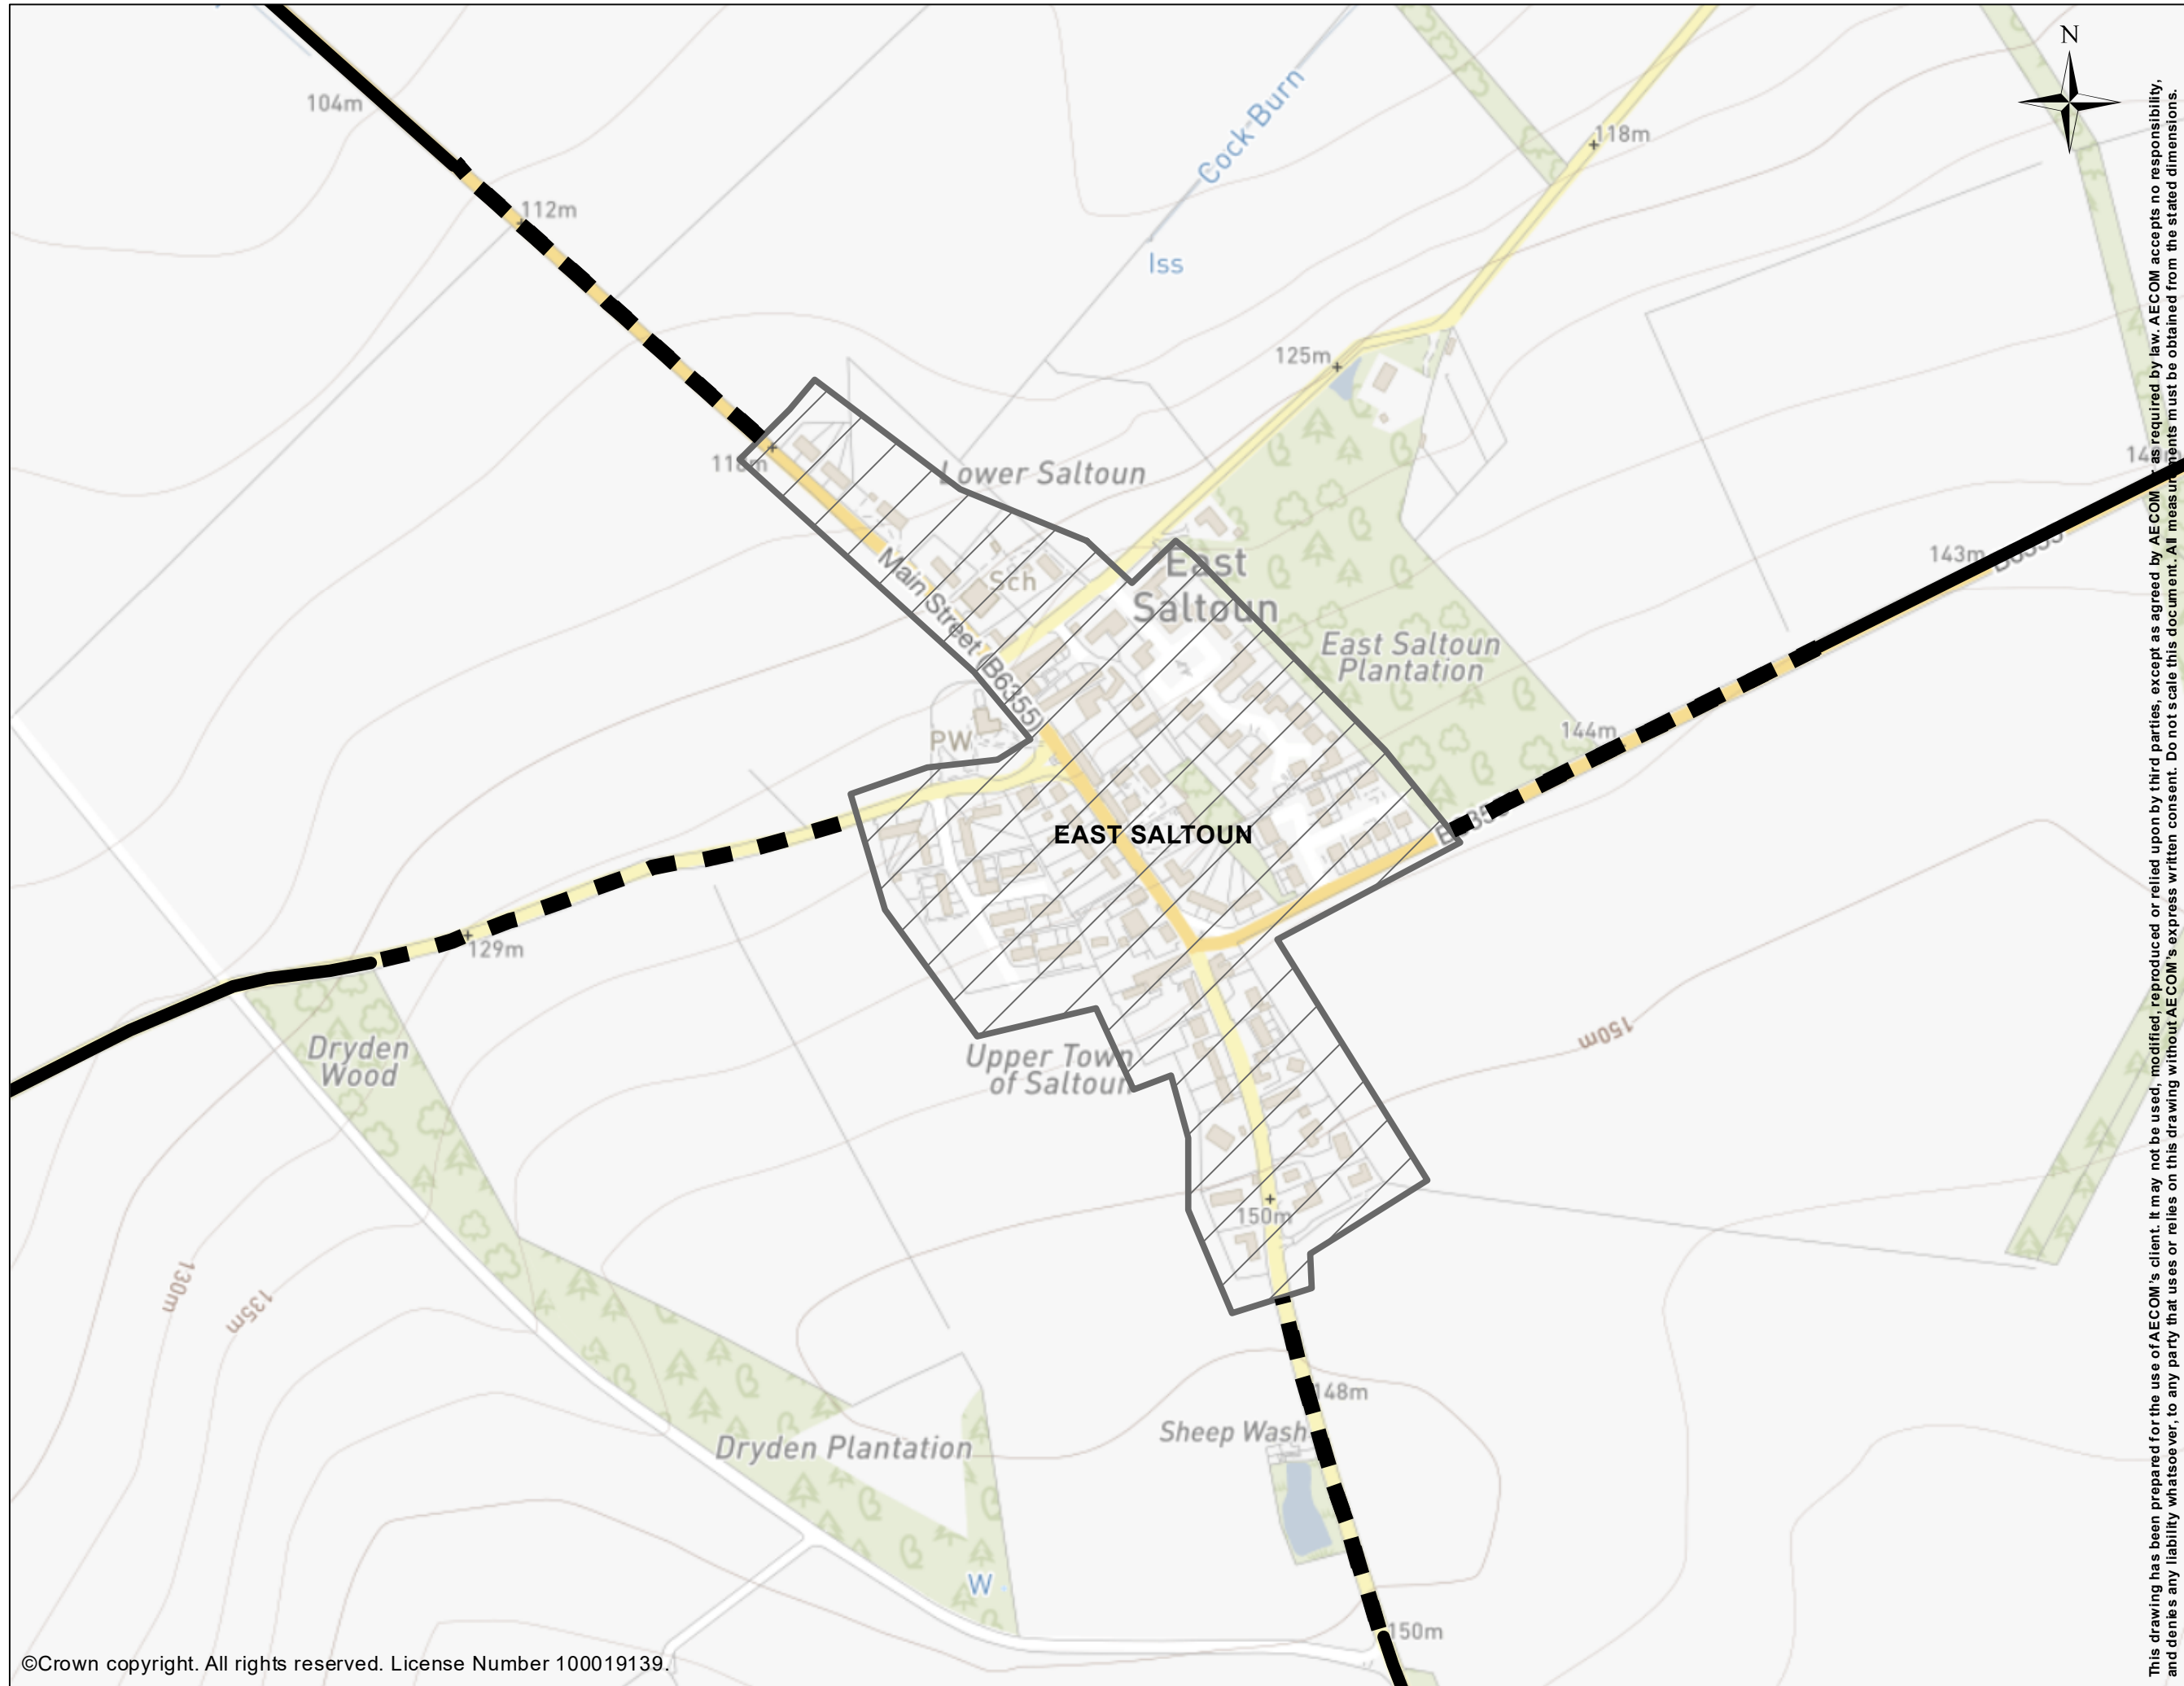 N
104m
Cock Burn
118m
112m
Iss
125m
118m
Lower Saltoun
143m
East
Saltoun
Sch
Main Street (B6355)
East Saltoun
Plantation
PW
144m
EAST SALTOUN
129m
150m
Dryden
Wood
Upper Town
of Saltoun
150m
130m
135m
148m
Sheep Wash
Dryden Plantation
W
150m
©Crown copyright. All rights reserved. License Number 100019139.
This drawing has been prepared for the use of AECOM's client. It may not be used, modified, reproduced or relied upon by third parties, except as agreed by AECOM or as required by law. AECOM accepts no responsibility,
and denies any liability whatsoever, to any party that uses or relies on this drawing without AECOM's express written consent. Do not scale this document. All measurements must be obtained from the stated dimensions.